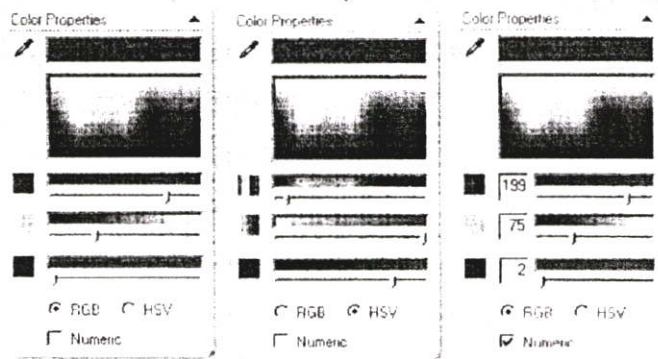 Color Properties
RGB HSV
Numeric
Color Properties
RGB HSV
Numeric
Color Properties
199
75
2
RGB HSV
Numeric